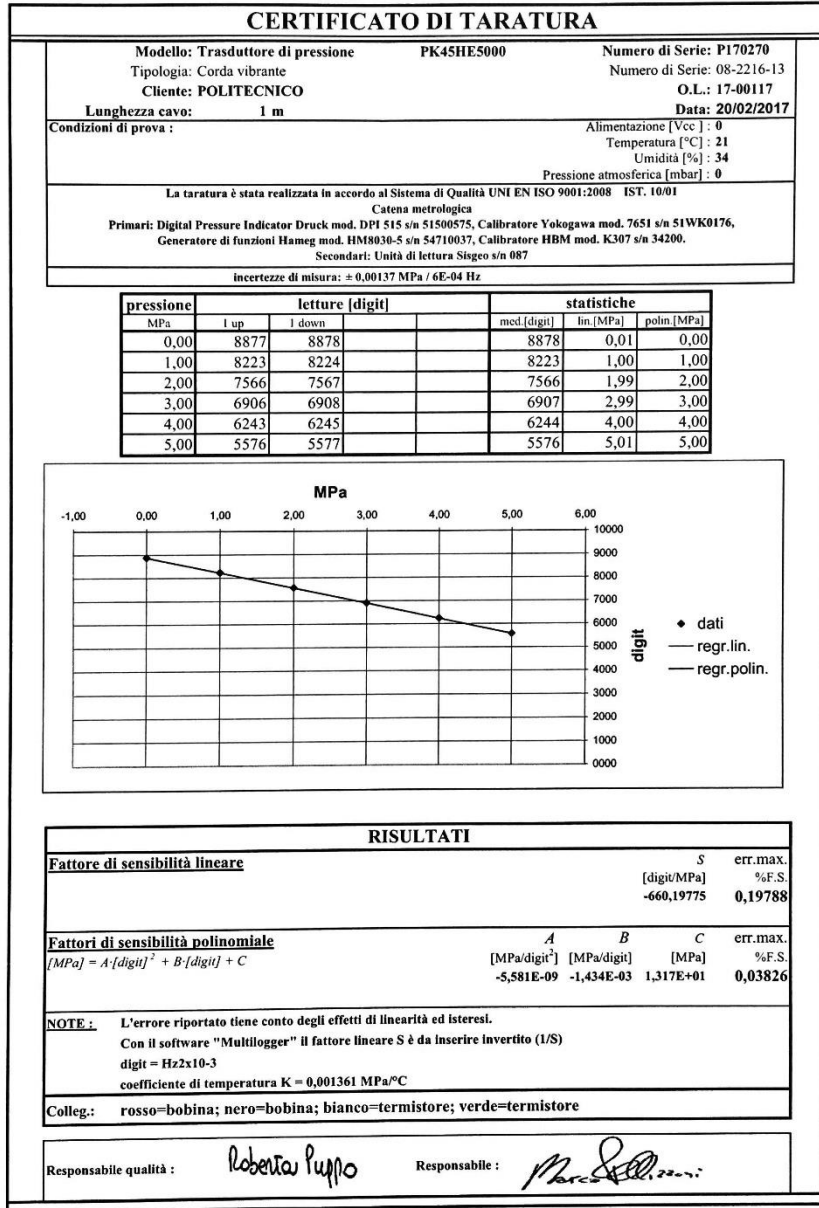 CERTIFICATO DI TARATURA
Modello: Trasduttore di pressione PK45HE5000 Numero di Serie: P170270
Tipologia: Corda vibrante Numero di Serie: 08-2216-13
Cliente: POLITECNICO O.L.: 17-00117
Lunghezza cavo: 1 m Data: 20/02/2017
Condizioni di prova : Alimentazione [Vcc ] : 0
Temperatura [°C] : 21
Umidità [%] : 34
Pressione atmosferica [mbar] : 0
La taratura è stata realizzata in accordo al Sistema di Qualità UNI EN ISO 9001:2008 IST. 10/01
Catena metrologica
Primari: Digital Pressure Indicator Druck mod. DPI 515 s/n 51500575, Calibratore Yokogawa mod. 7651 s/n 51WK0176,
Generatore di funzioni Hameg mod. HM8030-5 s/n 54710037, Calibratore HBM mod. K307 s/n 34200.
Secondari: Unità di lettura Sisgeo s/n 087
incertezze di misura: ± 0,00137 MPa / 6E-04 Hz
pressione letture [digit] statistiche
MPa 1 up 1 down med.[digit] lin.[MPa] polin.[MPa]
0,00 8877 8878 8878 0,01 0,00
1,00 8223 8224 8223 1,00 1,00
2,00 7566 7567 7566 1,99 2,00
3,00 6906 6908 6907 2,99 3,00
4,00 6243 6245 6244 4,00 4,00
5,00 5576 5577 5576 5,01 5,00
MPa
-1,00 0,00 1,00 2,00 3,00 4,00 5,00 6,00
10000
9000
8000
7000
6000
5000
4000
3000
2000
1000
0000
digit
dati
regr.lin.
regr.polin.
RISULTATI
Fattore di sensibilità lineare S err.max.
[digit/MPa] %F.S.
-660,19775 0,19788
Fattori di sensibilità polinomiale A B C err.max.
[MPa] = A·[digit]² + B·[digit] + C [MPa/digit²] [MPa/digit] [MPa] %F.S.
-5,581E-09 -1,434E-03 1,317E+01 0,03826
NOTE : L'errore riportato tiene conto degli effetti di linearità ed isteresi.
Con il software "Multilogger" il fattore lineare S è da inserire invertito (1/S)
digit = Hz2x10-3
coefficiente di temperatura K = 0,001361 MPa/°C
Colleg.: rosso=bobina; nero=bobina; bianco=termistore; verde=termistore
Responsabile qualità : Roberta Puppo Responsabile : Marco